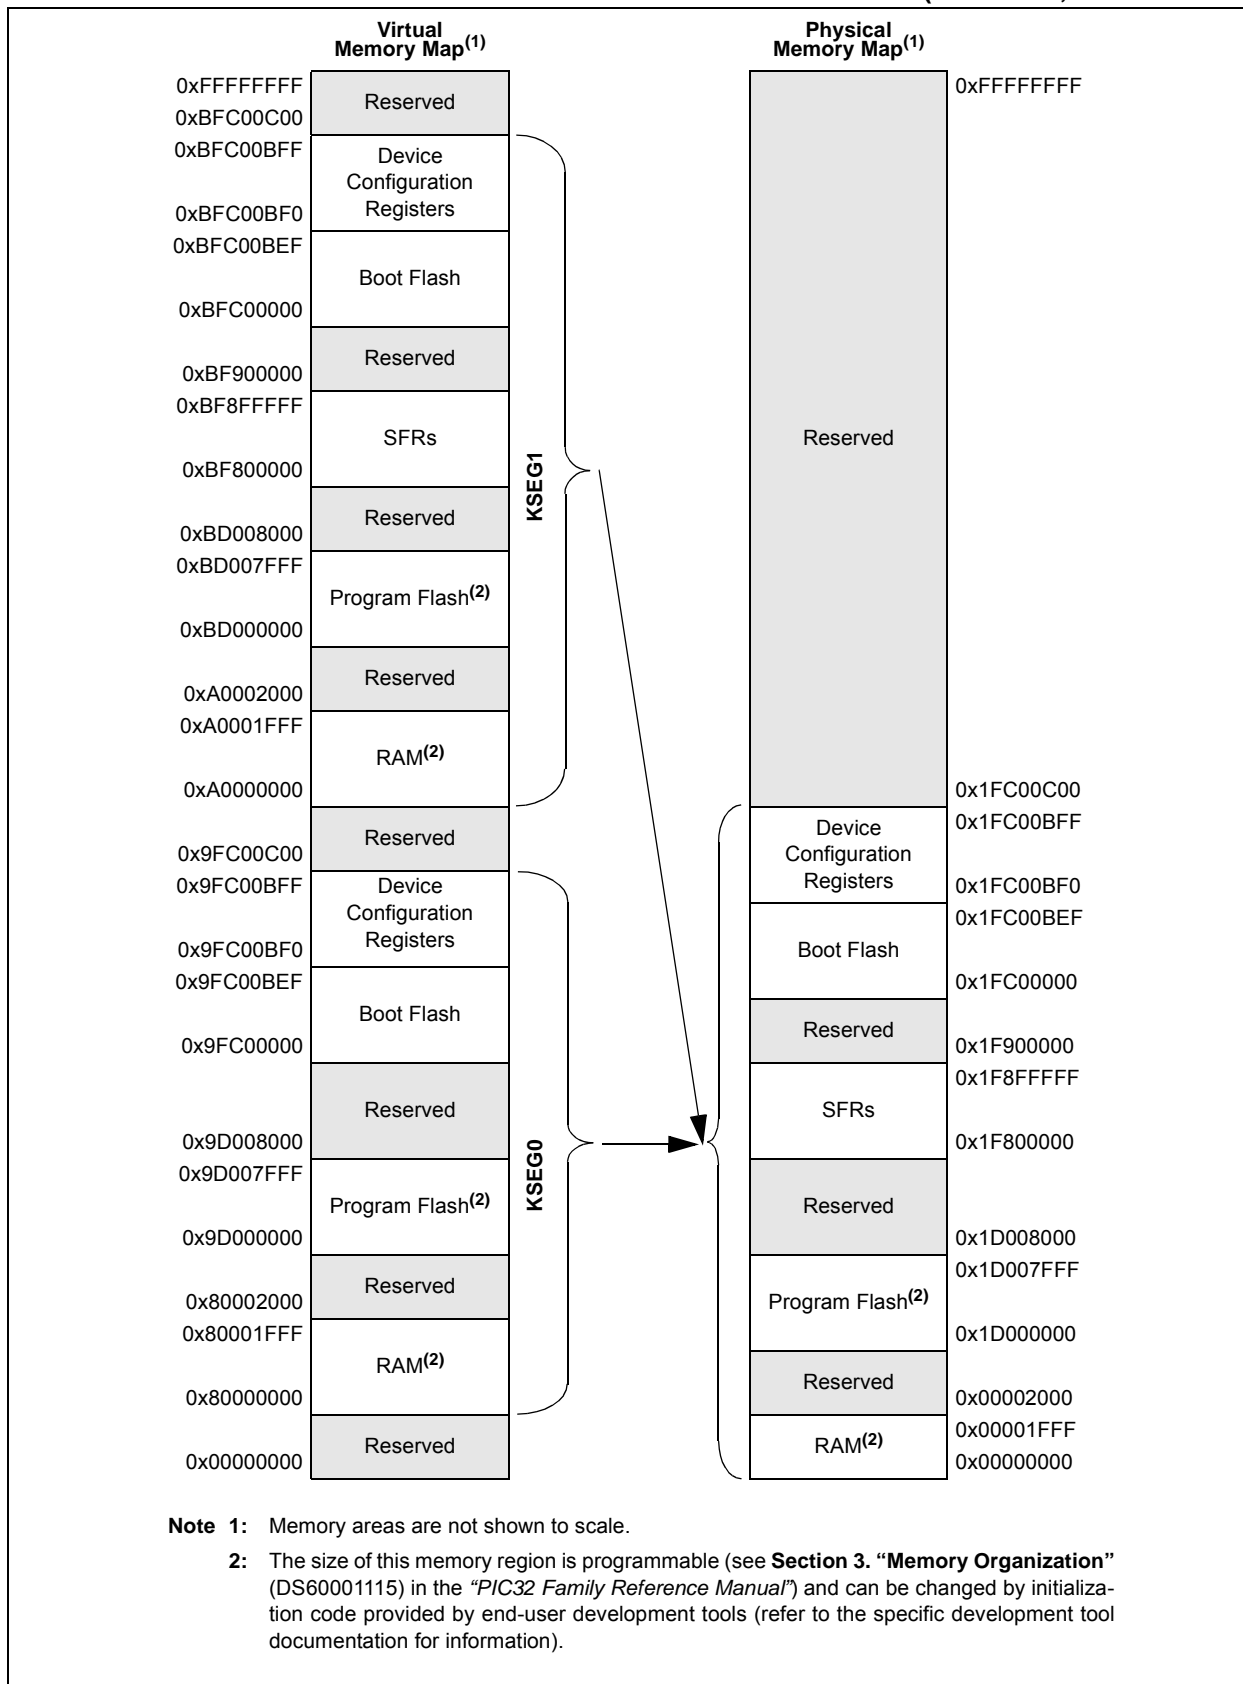 Virtual
Memory Map(1)
0xFFFFFFFF
Reserved
0xBFC00C00
0xBFC00BFF
Device
Configuration
Registers
0xBFC00BF0
0xBFC00BEF
Boot Flash
0xBFC00000
Reserved
0xBF900000
0xBF8FFFFF
SFRs
0xBF800000
Reserved
0xBD008000
0xBD007FFF
Program Flash(2)
0xBD000000
Reserved
0xA0002000
0xA0001FFF
RAM(2)
0xA0000000
Reserved
0x9FC00C00
0x9FC00BFF
Device
Configuration
Registers
0x9FC00BF0
0x9FC00BEF
Boot Flash
0x9FC00000
Reserved
0x9D008000
0x9D007FFF
Program Flash(2)
0x9D000000
Reserved
0x80002000
0x80001FFF
RAM(2)
0x80000000
Reserved
0x00000000
KSEG1
KSEG0
Physical
Memory Map(1)
0xFFFFFFFF
Reserved
0x1FC00C00
0x1FC00BFF
Device
Configuration
Registers
0x1FC00BF0
0x1FC00BEF
Boot Flash
0x1FC00000
Reserved
0x1F900000
0x1F8FFFFF
SFRs
0x1F800000
Reserved
0x1D008000
0x1D007FFF
Program Flash(2)
0x1D000000
Reserved
0x00002000
0x00001FFF
RAM(2)
0x00000000
Note 1: Memory areas are not shown to scale.
2: The size of this memory region is programmable (see Section 3. “Memory Organization”
(DS60001115) in the “PIC32 Family Reference Manual”) and can be changed by initializa-
tion code provided by end-user development tools (refer to the specific development tool
documentation for information).